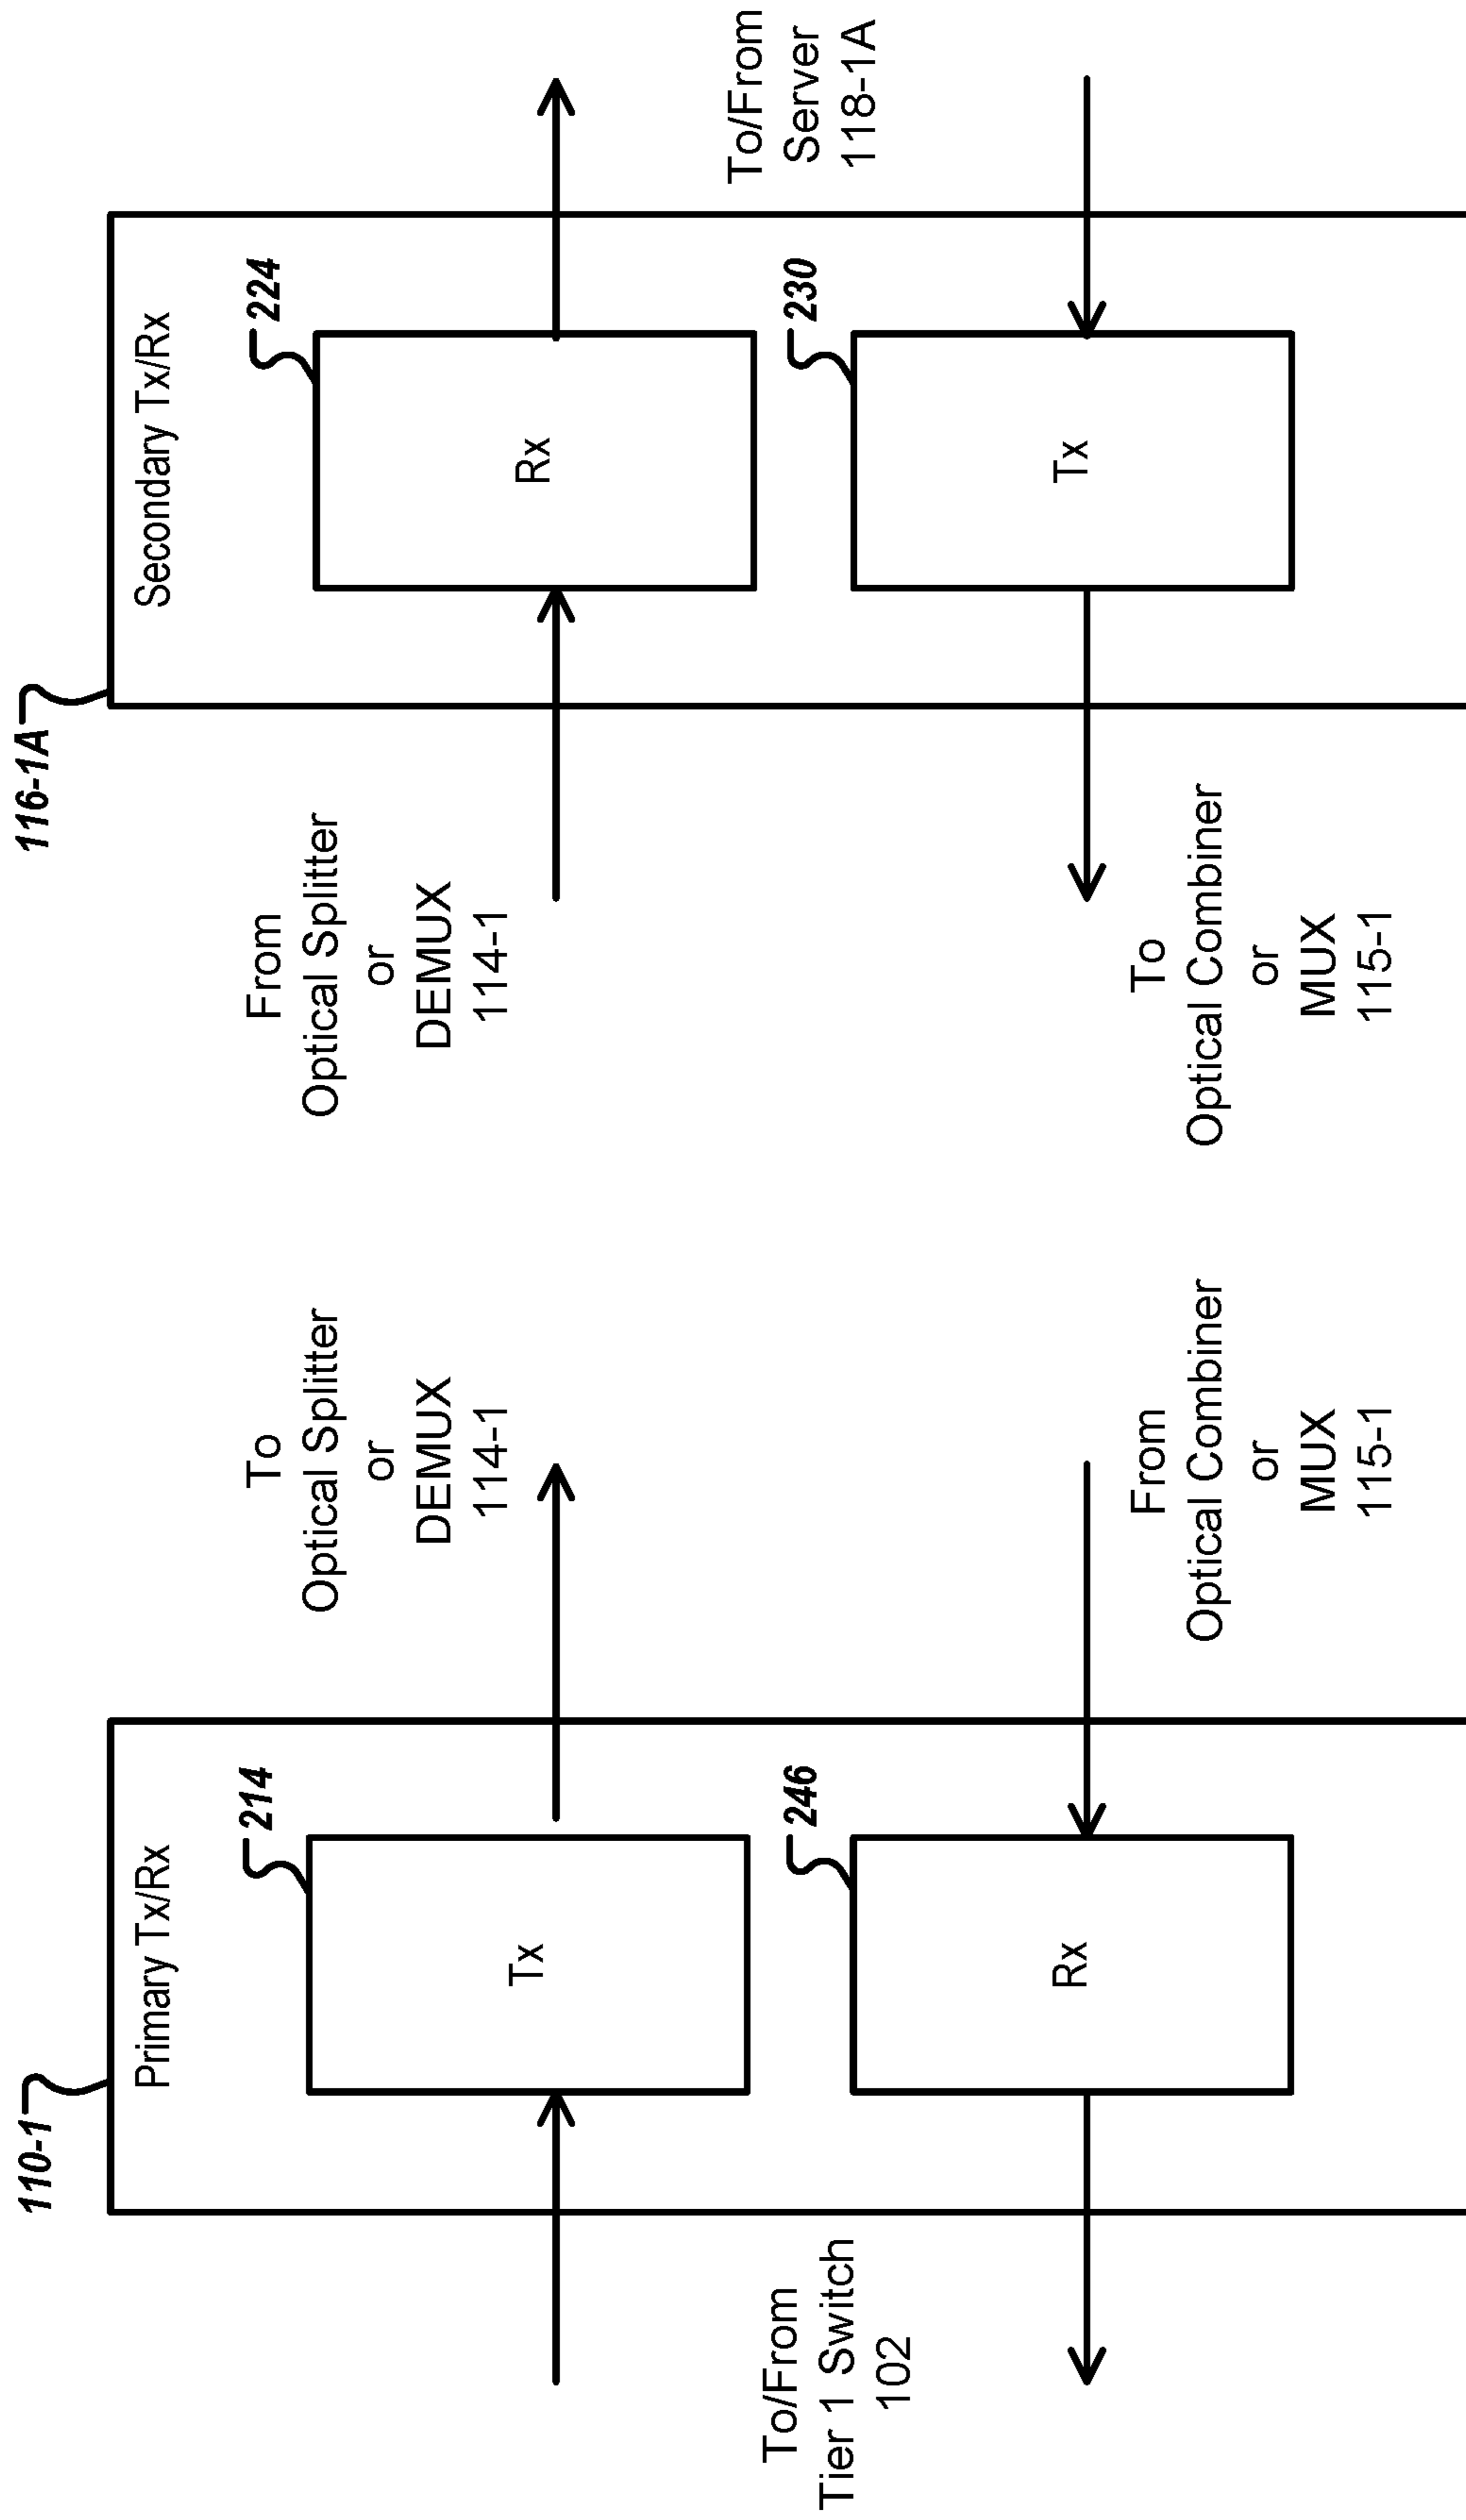 110-1
Primary Tx/Rx
214
Tx
246
Rx
To/From
Tier 1 Switch
102
To
Optical Splitter
or
DEMUX
114-1
From
Optical Combiner
or
MUX
115-1
116-1A
Secondary Tx/Rx
From
Optical Splitter
or
DEMUX
114-1
224
Rx
230
Tx
To
Optical Combiner
or
MUX
115-1
To/From
Server
118-1A